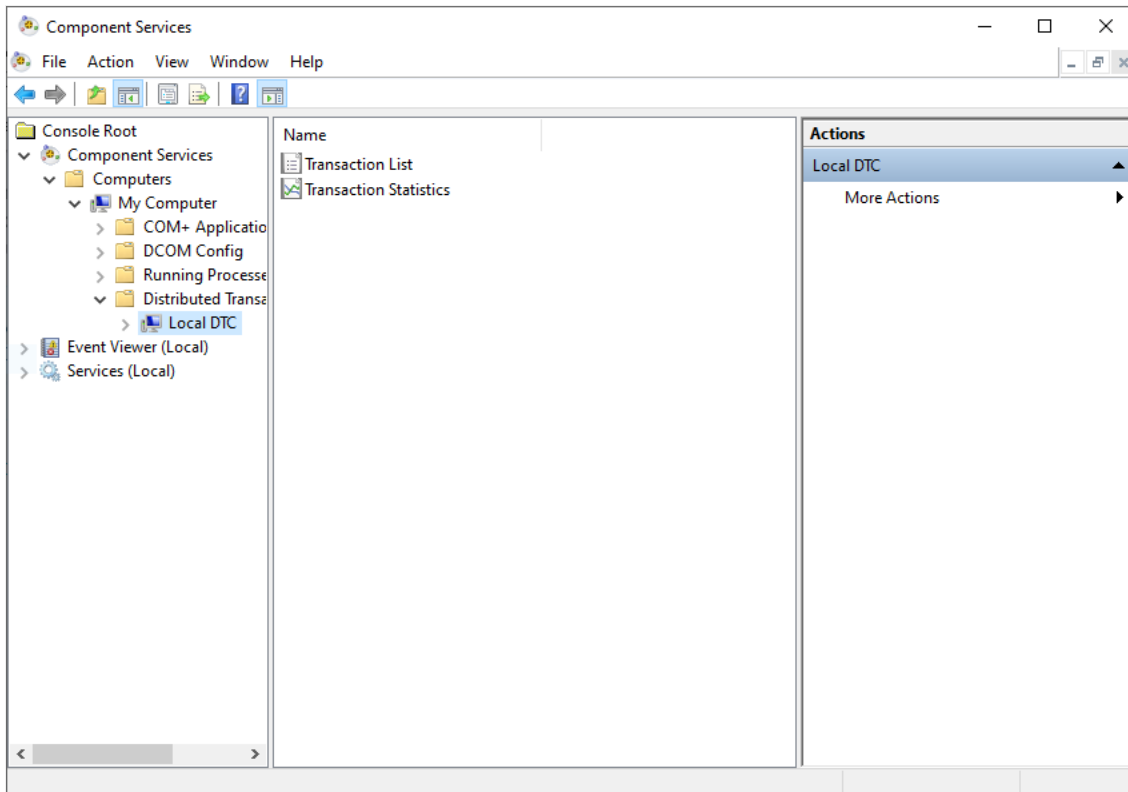 Component Services
File Action View Window Help
Console Root
Component Services
Computers
My Computer
COM+ Applicatio
DCOM Config
Running Processe
Distributed Transa
Local DTC
Event Viewer (Local)
Services (Local)
Name
Transaction List
Transaction Statistics
Actions
Local DTC
More Actions